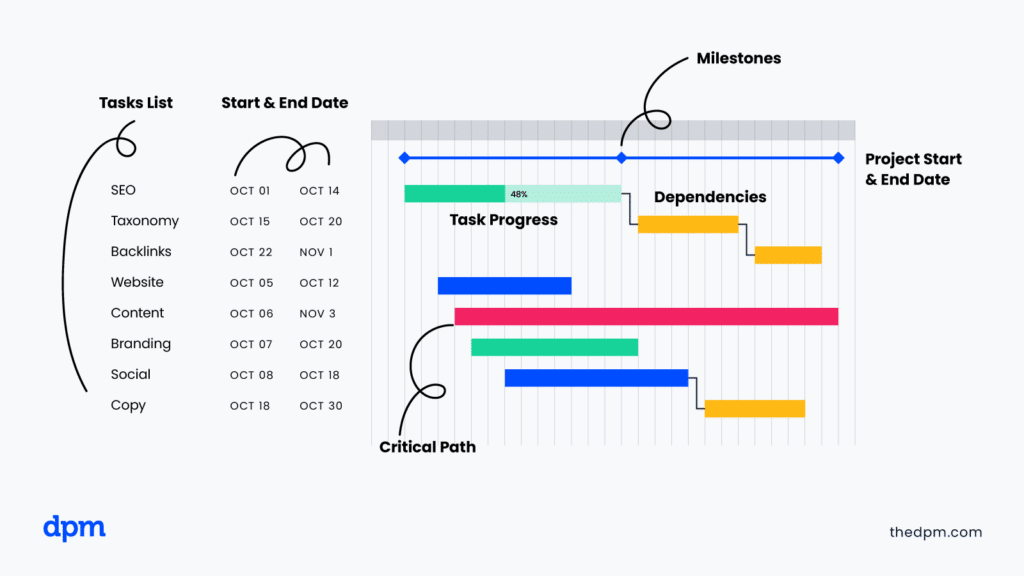 Milestones
Tasks List
Start & End Date
Project Start
& End Date
SEO OCT 01 OCT 14
48%
Dependencies
Task Progress
Taxonomy OCT 15 OCT 20
Backlinks OCT 22 NOV 1
Website OCT 05 OCT 12
Content OCT 06 NOV 3
Branding OCT 07 OCT 20
Social OCT 08 OCT 18
Copy OCT 18 OCT 30
Critical Path
dpm
thedpm.com